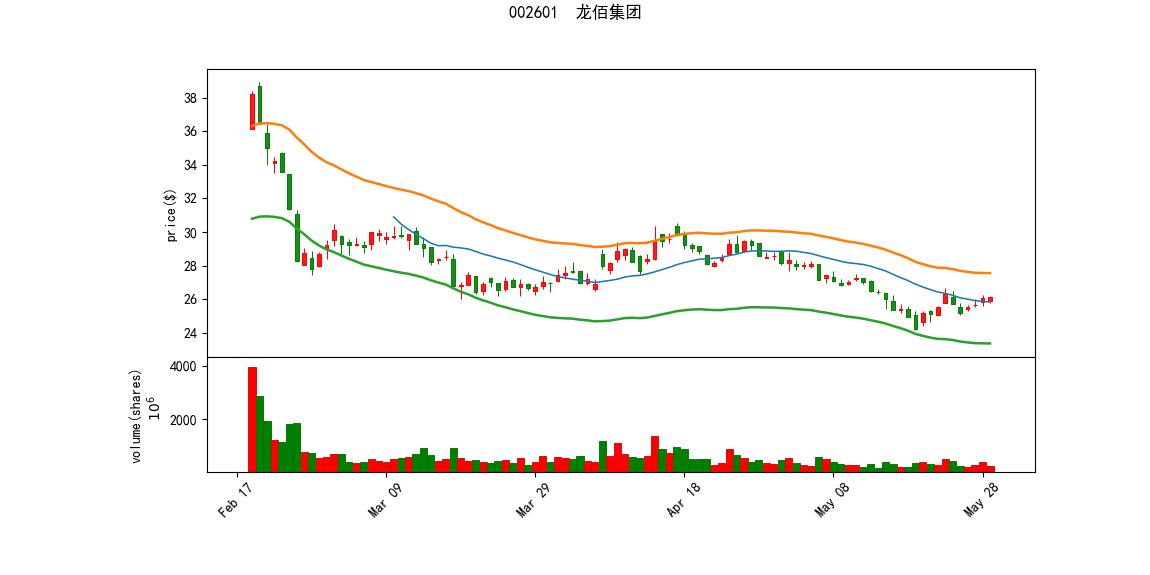 002601 龙佰集团
price($)
38
36
34
32
30
28
26
24
volume(shares)
10^6
4000
2000
Feb 17
Mar 09
Mar 29
Apr 18
May 08
May 28